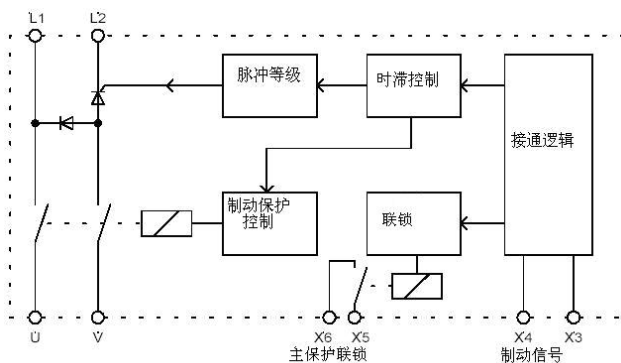 L1 L2
脉冲等级 时滞控制
接通逻辑
制动保护 控制
联锁
U V X6 X5 X4 X3
主保护联锁 制动信号